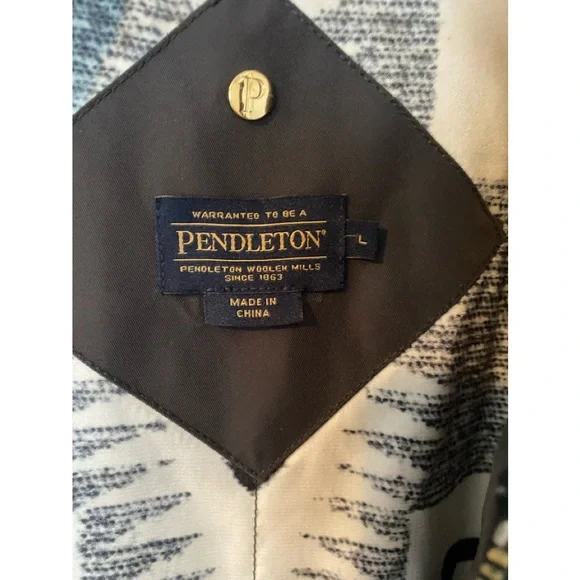 P
WARRANTED TO BE A
PENDLETON®
L
PENDLETON WOOLEN MILLS
SINCE 1863
MADE IN
CHINA